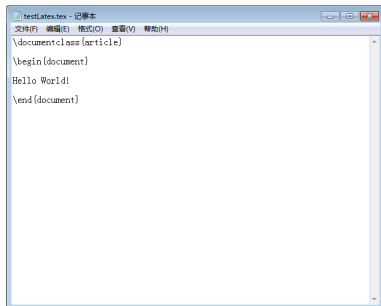 testLatex.tex - 记事本
文件(F) 编辑(E) 格式(O) 查看(V) 帮助(H)
\documentclass{article}
\begin{document}
Hello World!
\end{document}